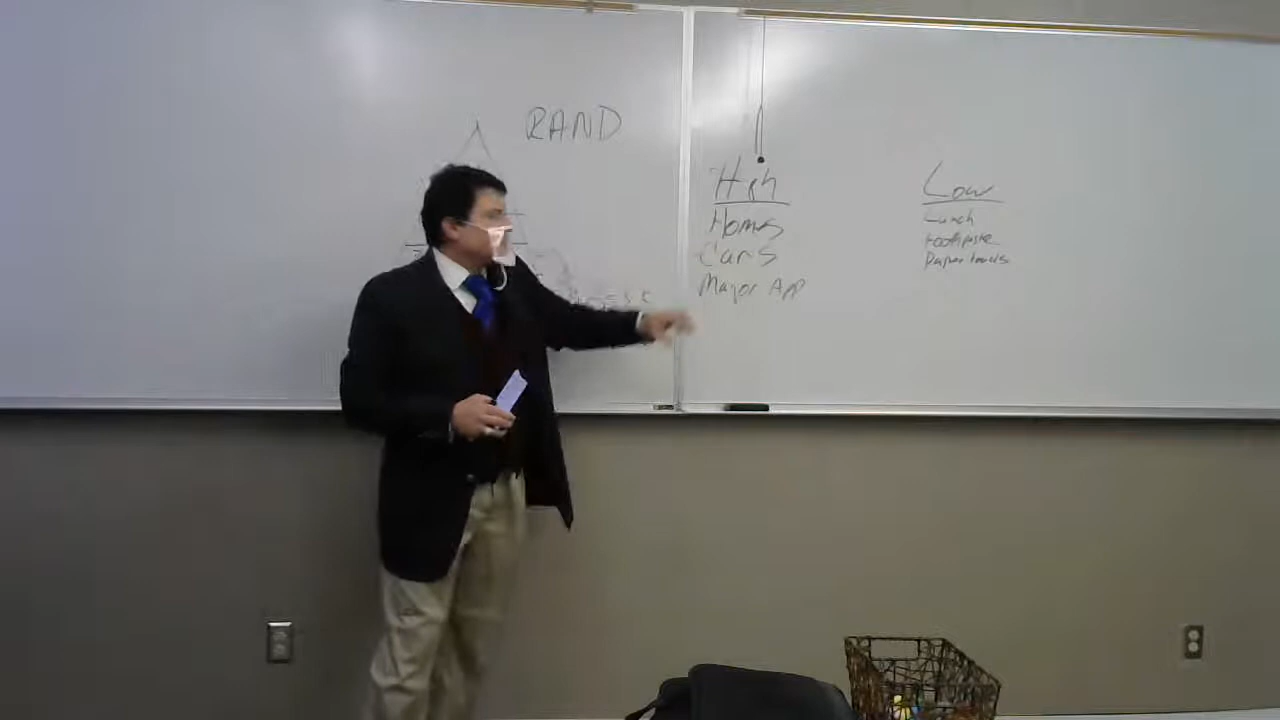 RAND
High
Homes
Cars
Major App
Low
Lunch
toothpaste
Paper towels